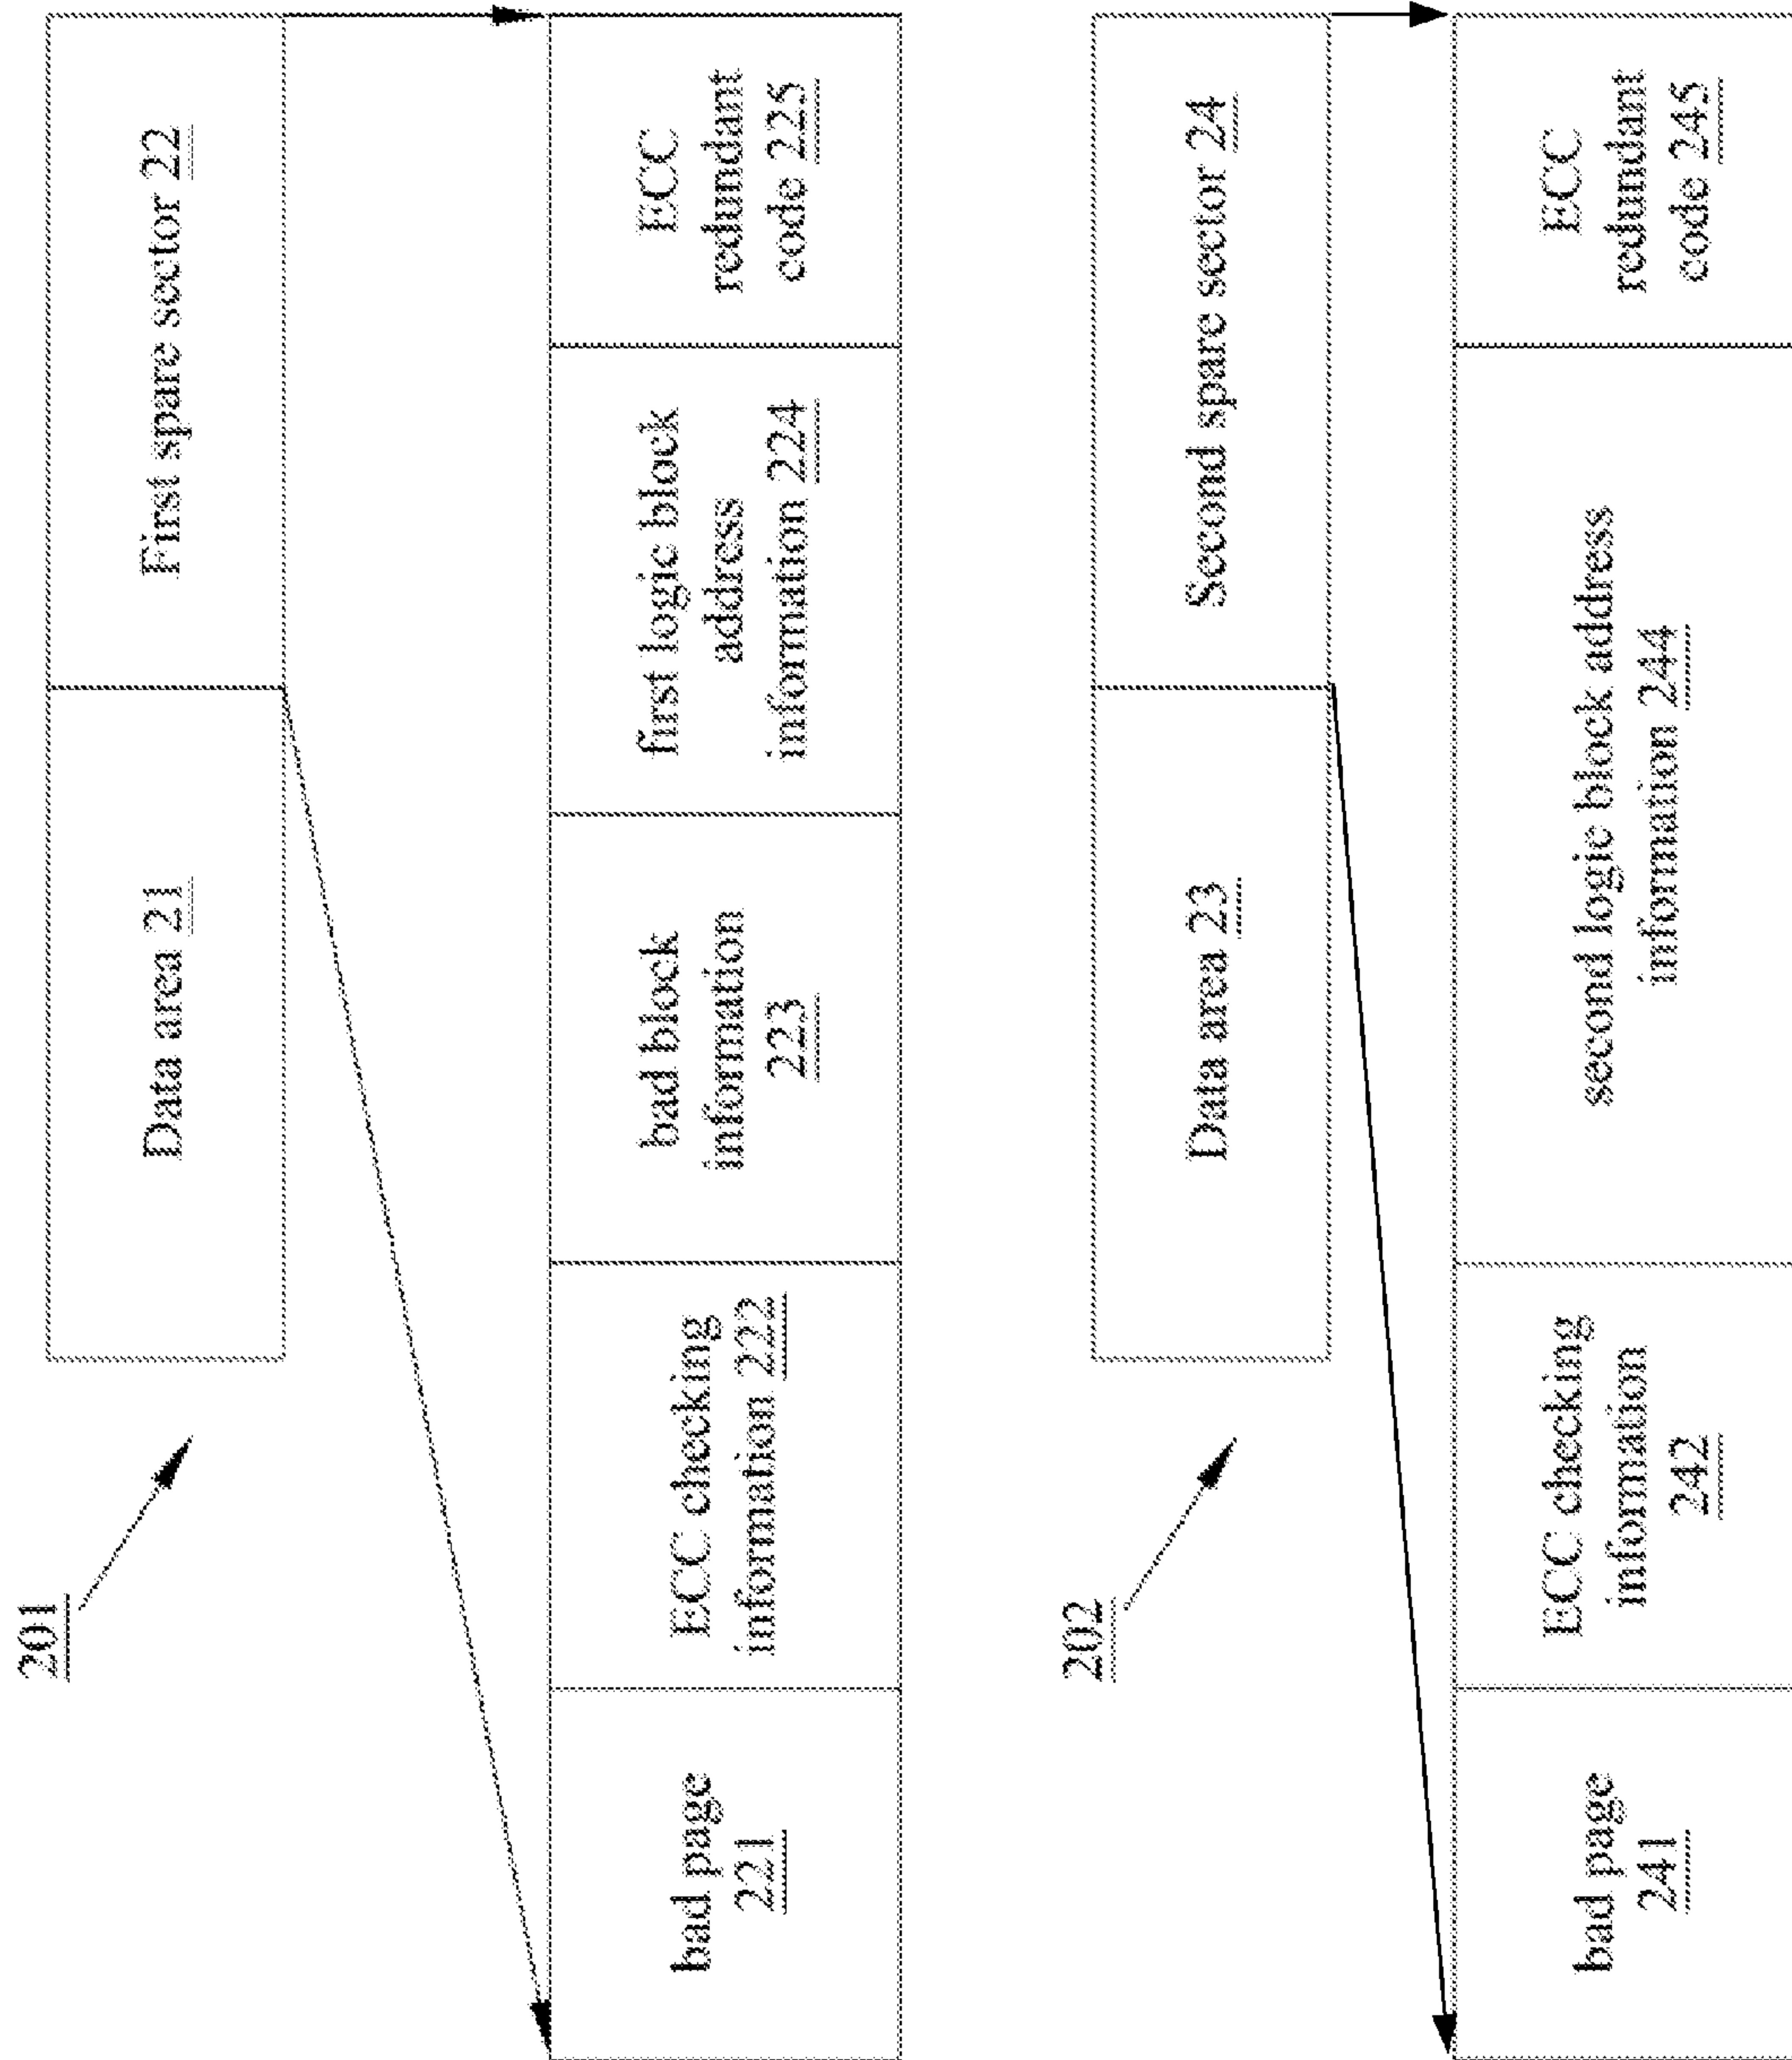 201
Data area 21
First spare sector 22
bad page
221
ECC checking
information 222
bad block
information
223
first logic block
address
information 224
ECC
redundant
code 225
202
Data area 23
Second spare sector 24
bad page
241
ECC checking
information
242
second logic block address
information 244
ECC
redundant
code 245